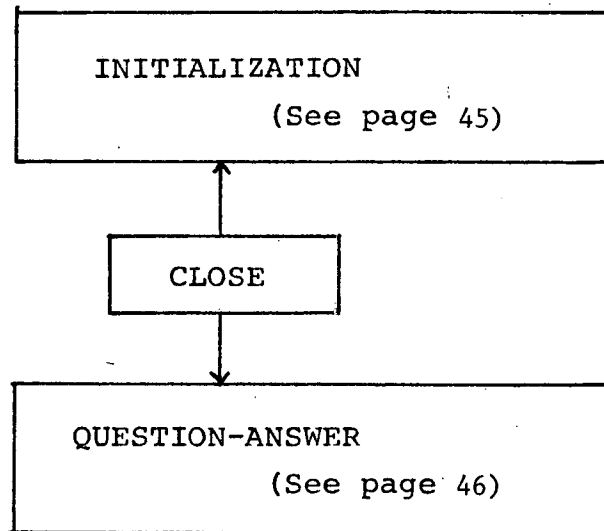 INITIALIZATION
(See page 45)
CLOSE
QUESTION-ANSWER
(See page 46)